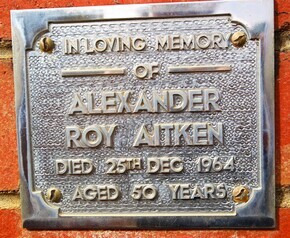 IN LOVING MEMORY
OF
ALEXANDER
ROY AITKEN
DIED 25TH DEC 1964
AGED 50 YEARS